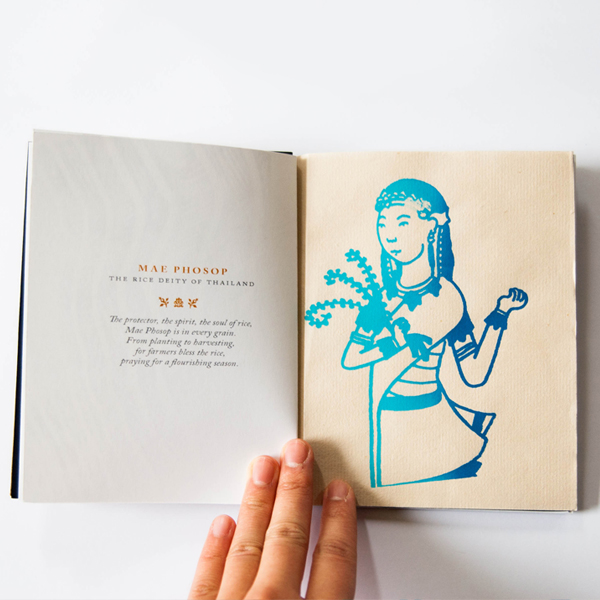 MAE PHOSOP
THE RICE DEITY OF THAILAND
The protector, the spirit, the soul of rice,
Mae Phosop is in every grain.
From planting to harvesting,
for farmers bless the rice,
praying for a flourishing season.